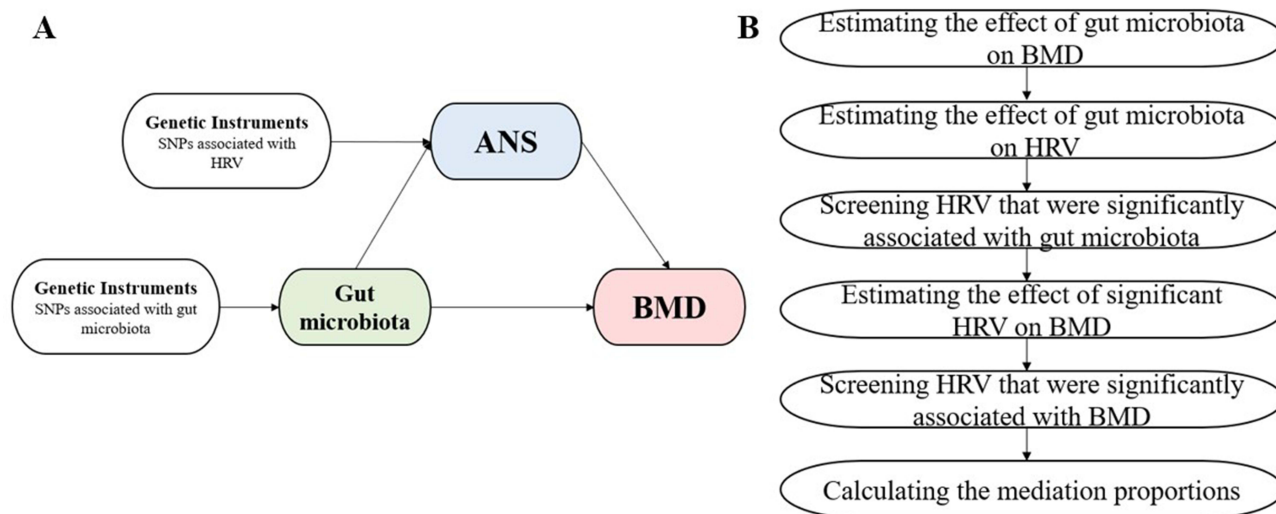 A
Genetic Instruments
SNPs associated with
HRV
ANS
Genetic Instruments
SNPs associated with gut
microbiota
Gut
microbiota
BMD
B
Estimating the effect of gut microbiota
on BMD
Estimating the effect of gut microbiota
on HRV
Screening HRV that were significantly
associated with gut microbiota
Estimating the effect of significant
HRV on BMD
Screening HRV that were significantly
associated with BMD
Calculating the mediation proportions